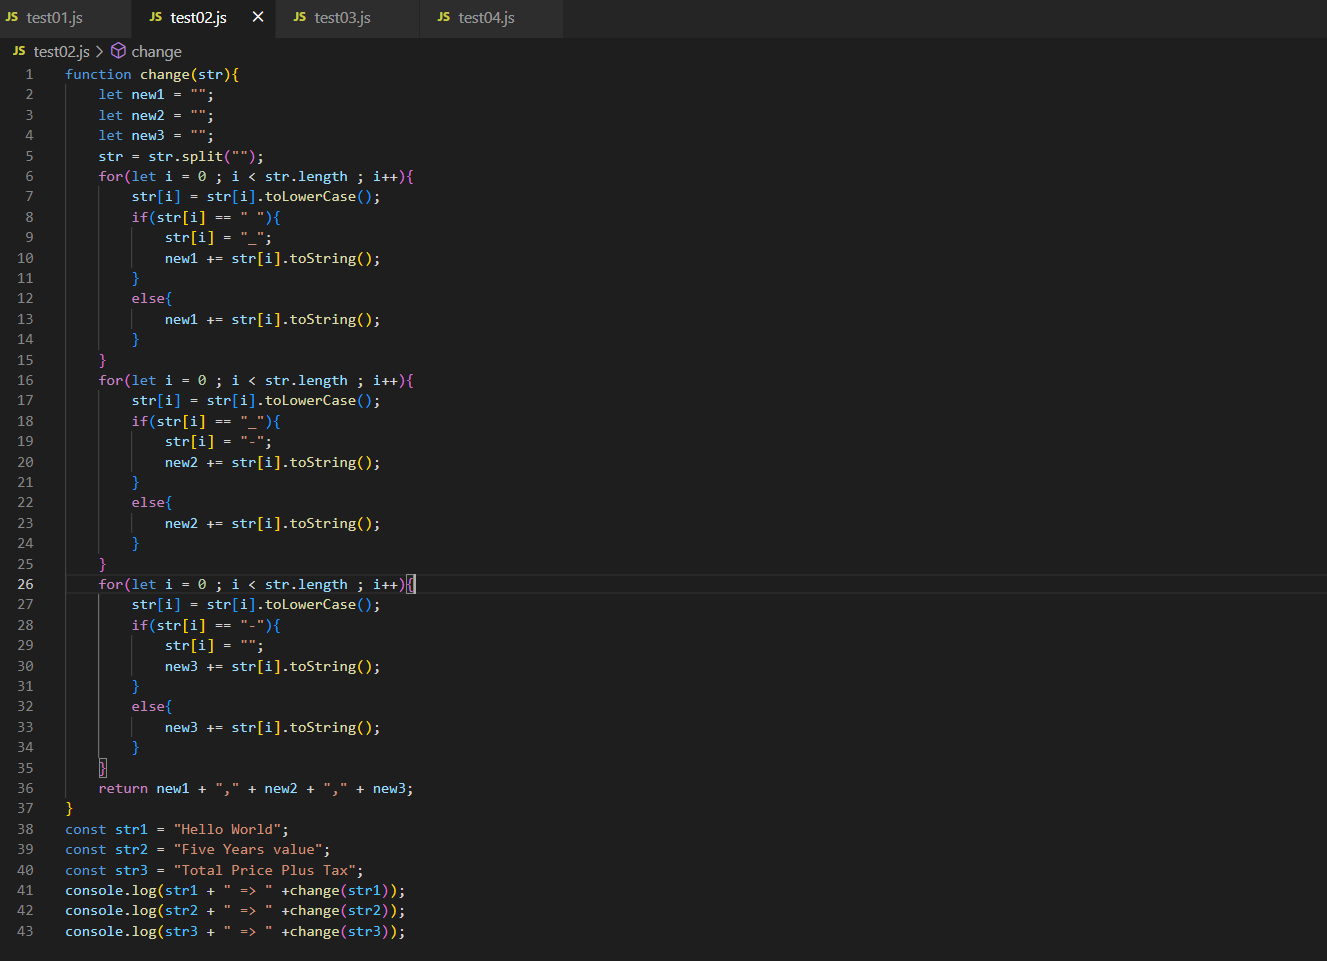 JS test01.js JS test02.js × JS test03.js JS test04.js
JS test02.js > change
1 function change(str){
2 let new1 = "";
3 let new2 = "";
4 let new3 = "";
5 str = str.split("");
6 for(let i = 0 ; i < str.length ; i++){
7 str[i] = str[i].toLowerCase();
8 if(str[i] == " "){
9 str[i] = "_";
10 new1 += str[i].toString();
11 }
12 else{
13 new1 += str[i].toString();
14 }
15 }
16 for(let i = 0 ; i < str.length ; i++){
17 str[i] = str[i].toLowerCase();
18 if(str[i] == "_"){
19 str[i] = "-";
20 new2 += str[i].toString();
21 }
22 else{
23 new2 += str[i].toString();
24 }
25 }
26 for(let i = 0 ; i < str.length ; i++){
27 str[i] = str[i].toLowerCase();
28 if(str[i] == "-"){
29 str[i] = "";
30 new3 += str[i].toString();
31 }
32 else{
33 new3 += str[i].toString();
34 }
35 }
36 return new1 + "," + new2 + "," + new3;
37 }
38 const str1 = "Hello World";
39 const str2 = "Five Years value";
40 const str3 = "Total Price Plus Tax";
41 console.log(str1 + " => " +change(str1));
42 console.log(str2 + " => " +change(str2));
43 console.log(str3 + " => " +change(str3));